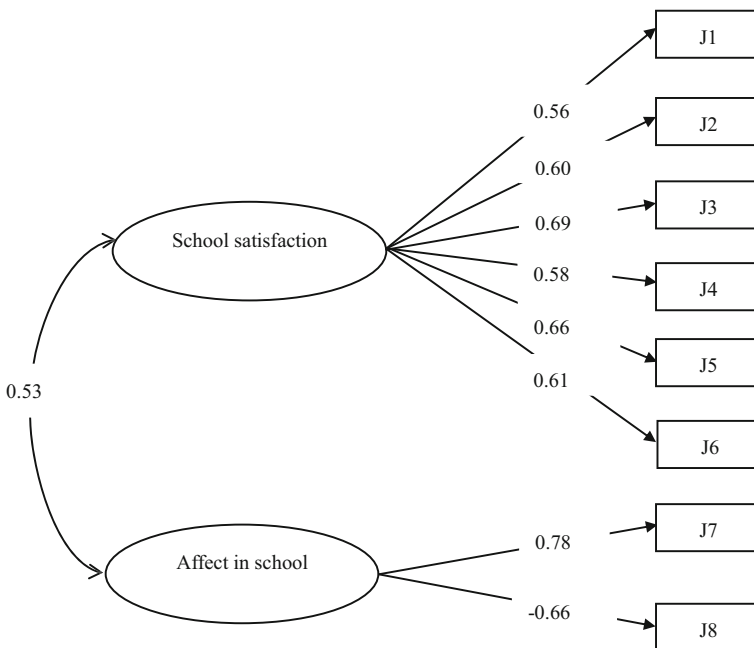 J1
0.56
J2
0.60
J3
0.69
School satisfaction
0.58
J4
0.66
J5
0.61
0.53
J6
J7
0.78
Affect in school
-0.66
J8